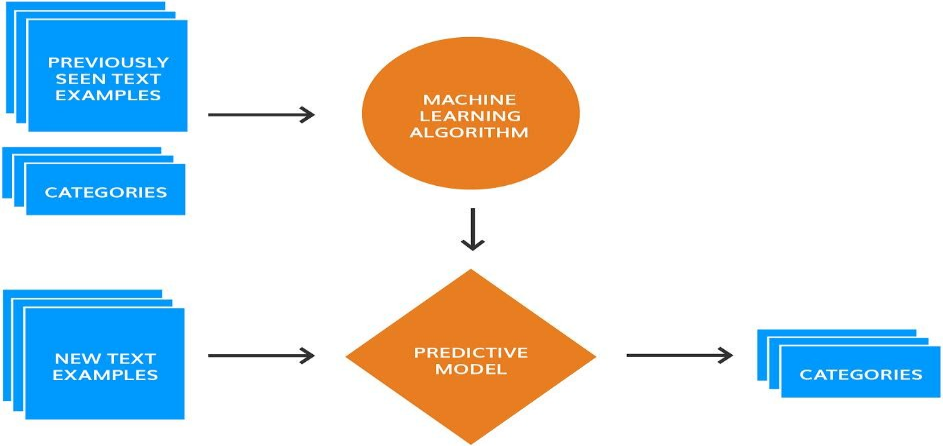 PREVIOUSLY
SEEN TEXT
EXAMPLES
MACHINE
LEARNING
ALGORITHM
CATEGORIES
NEW TEXT
EXAMPLES
PREDICTIVE
MODEL
CATEGORIES